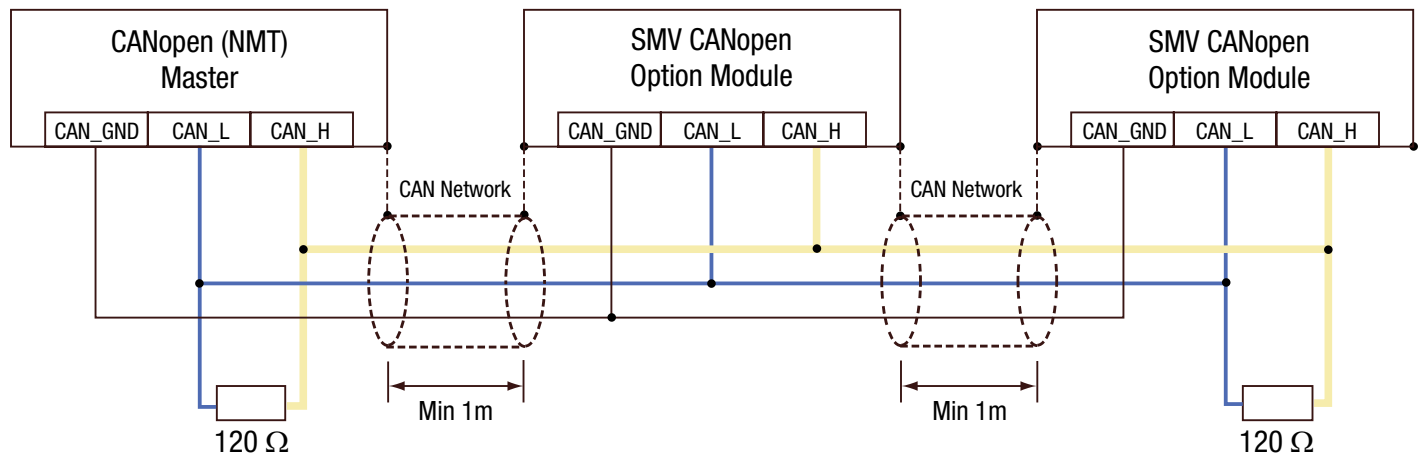 CANopen (NMT)
Master
SMV CANopen
Option Module
SMV CANopen
Option Module
CAN_GND CAN_L CAN_H
CAN_GND CAN_L CAN_H
CAN_GND CAN_L CAN_H
CAN Network
CAN Network
Min 1m
Min 1m
120 Ω
120 Ω